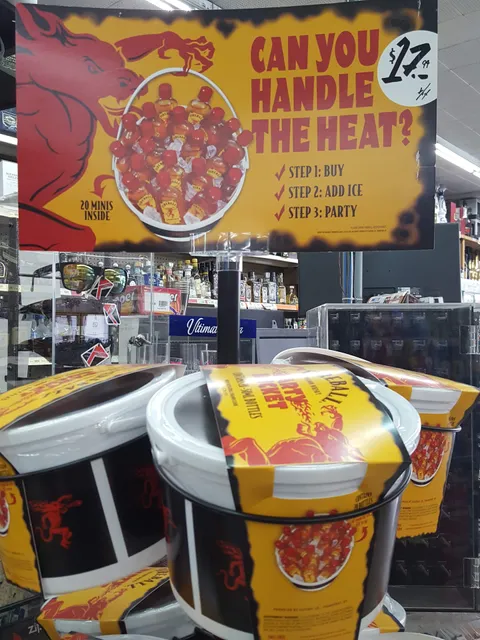 CAN YOU
HANDLE
THE HEAT?
$17.99
✓ STEP 1: BUY
✓ STEP 2: ADD ICE
✓ STEP 3: PARTY
20 MINIS
INSIDE